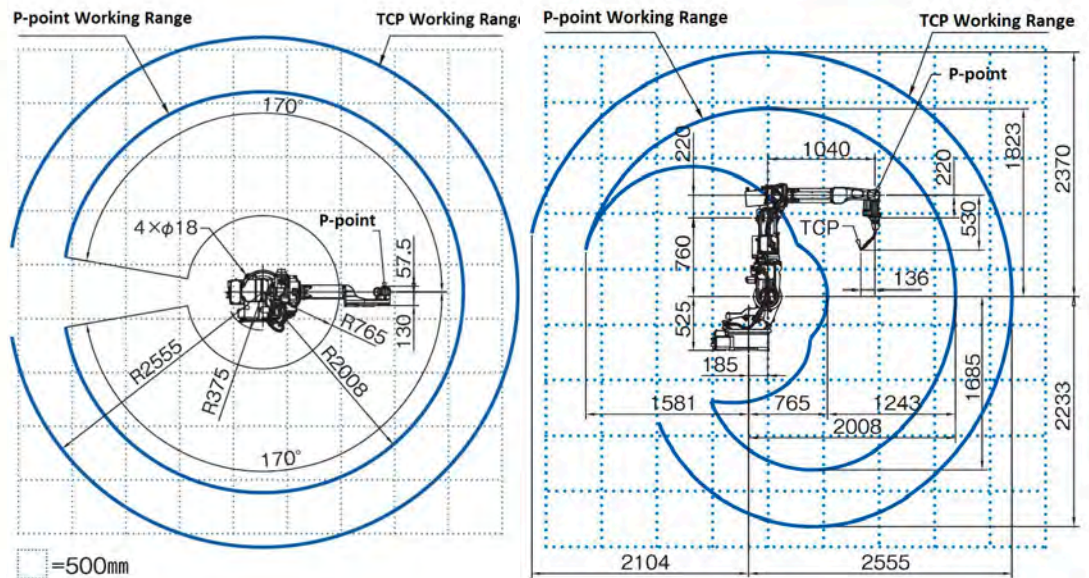 P-point Working Range
TCP Working Range
170°
4×φ18
P-point
57.5
R765
130
R2555
R375
R2008
170°
=500mm
P-point Working Range
TCP Working Range
P-point
220
1040
220
1823
2370
TCP
530
760
136
525
185
1685
1581
765
1243
2008
2233
2104
2555